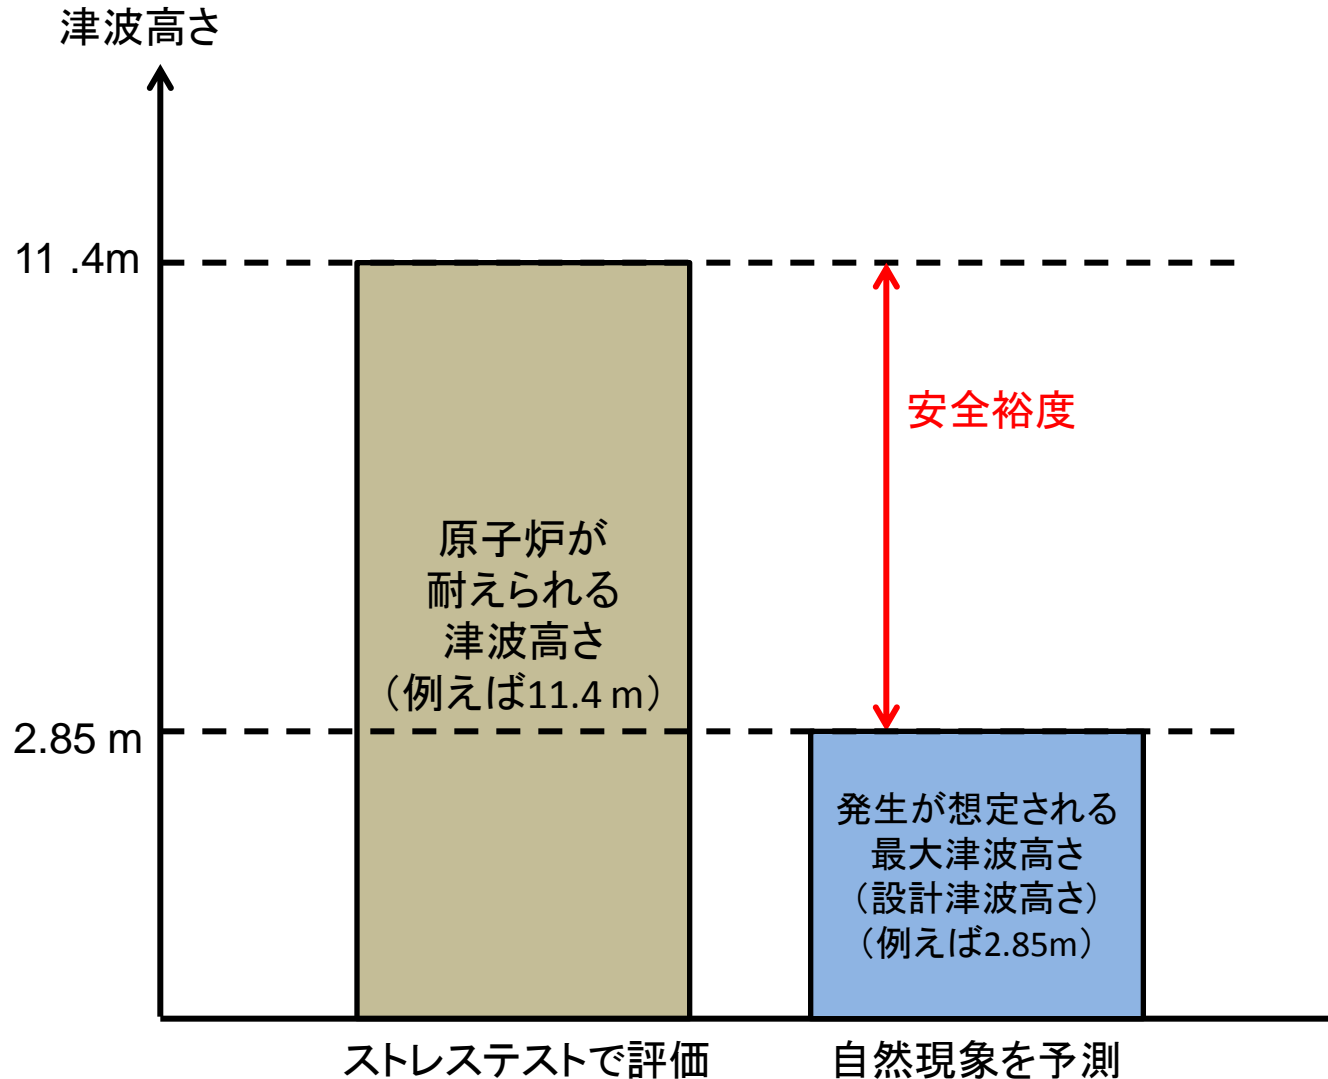 津波高さ
11 .4m
安全裕度
原子炉が
耐えられる
津波高さ
（例えば11.4 m）
2.85 m
発生が想定される
最大津波高さ
（設計津波高さ）
（例えば2.85m）
ストレステストで評価
自然現象を予測